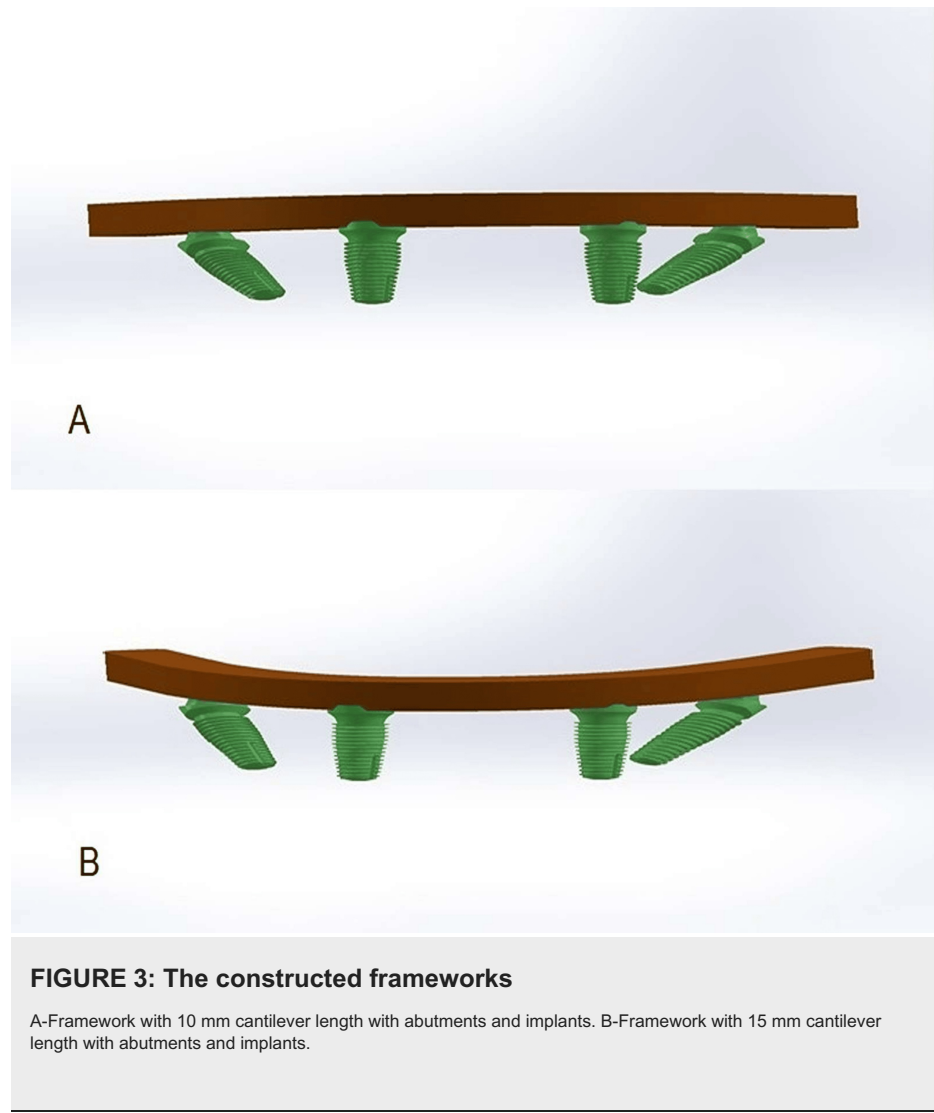 A
B
FIGURE 3: The constructed frameworks
A-Framework with 10 mm cantilever length with abutments and implants. B-Framework with 15 mm cantilever
length with abutments and implants.